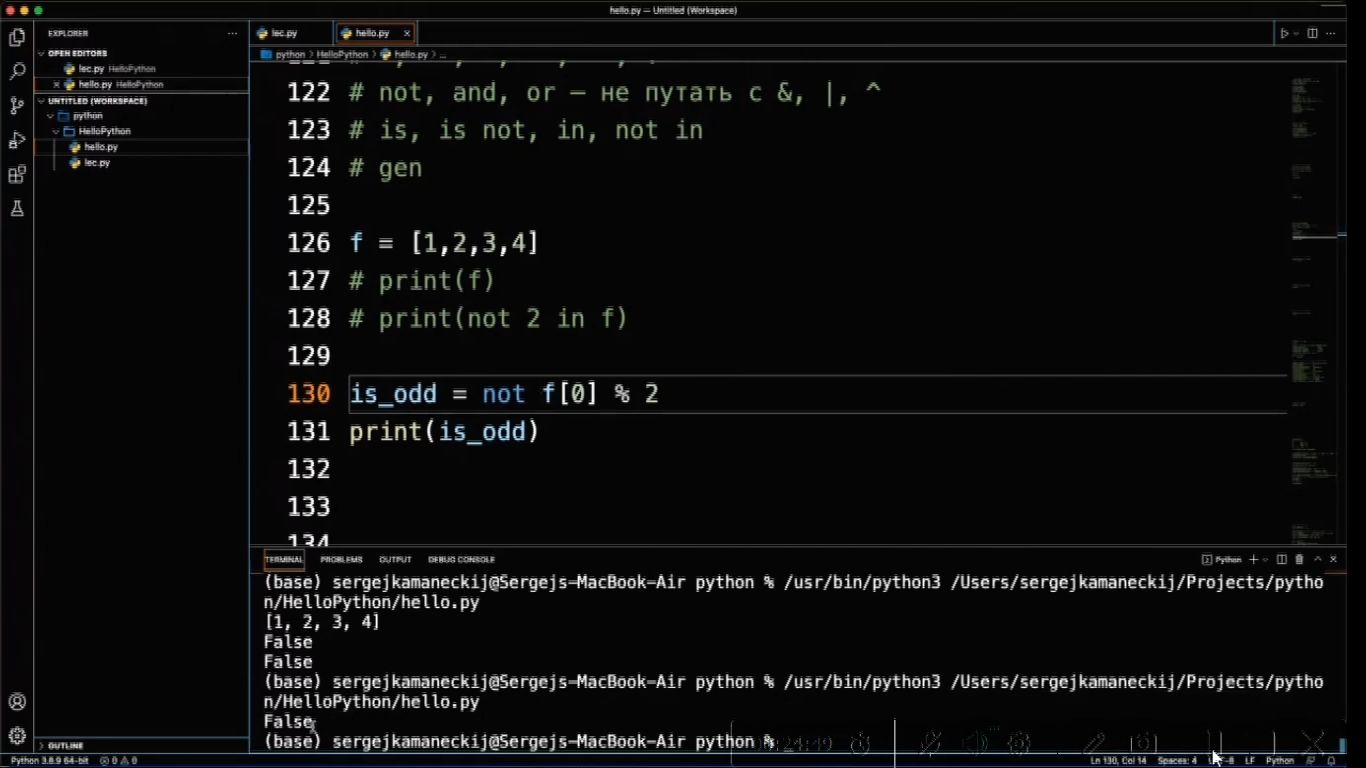 hello.py — Untitled (Workspace)
EXPLORER
OPEN EDITORS
lec.py HelloPython
hello.py HelloPython
UNTITLED (WORKSPACE)
python
HelloPython
hello.py
lec.py
OUTLINE
lec.py
hello.py
python > HelloPython > hello.py > ...
122 # not, and, or — не путать с &, |, ^
123 # is, is not, in, not in
124 # gen
125
126 f = [1,2,3,4]
127 # print(f)
128 # print(not 2 in f)
129
130 is_odd = not f[0] % 2
131 print(is_odd)
132
133
134
TERMINAL PROBLEMS OUTPUT DEBUG CONSOLE
Python
(base) sergejkamaneckij@Sergejs-MacBook-Air python % /usr/bin/python3 /Users/sergejkamaneckij/Projects/pytho
n/HelloPython/hello.py
[1, 2, 3, 4]
False
False
(base) sergejkamaneckij@Sergejs-MacBook-Air python % /usr/bin/python3 /Users/sergejkamaneckij/Projects/pytho
n/HelloPython/hello.py
False
(base) sergejkamaneckij@Sergejs-MacBook-Air python %
Python 3.8.9 64-bit 0 0
Ln 130, Col 14 Spaces: 4 UTF-8 LF Python